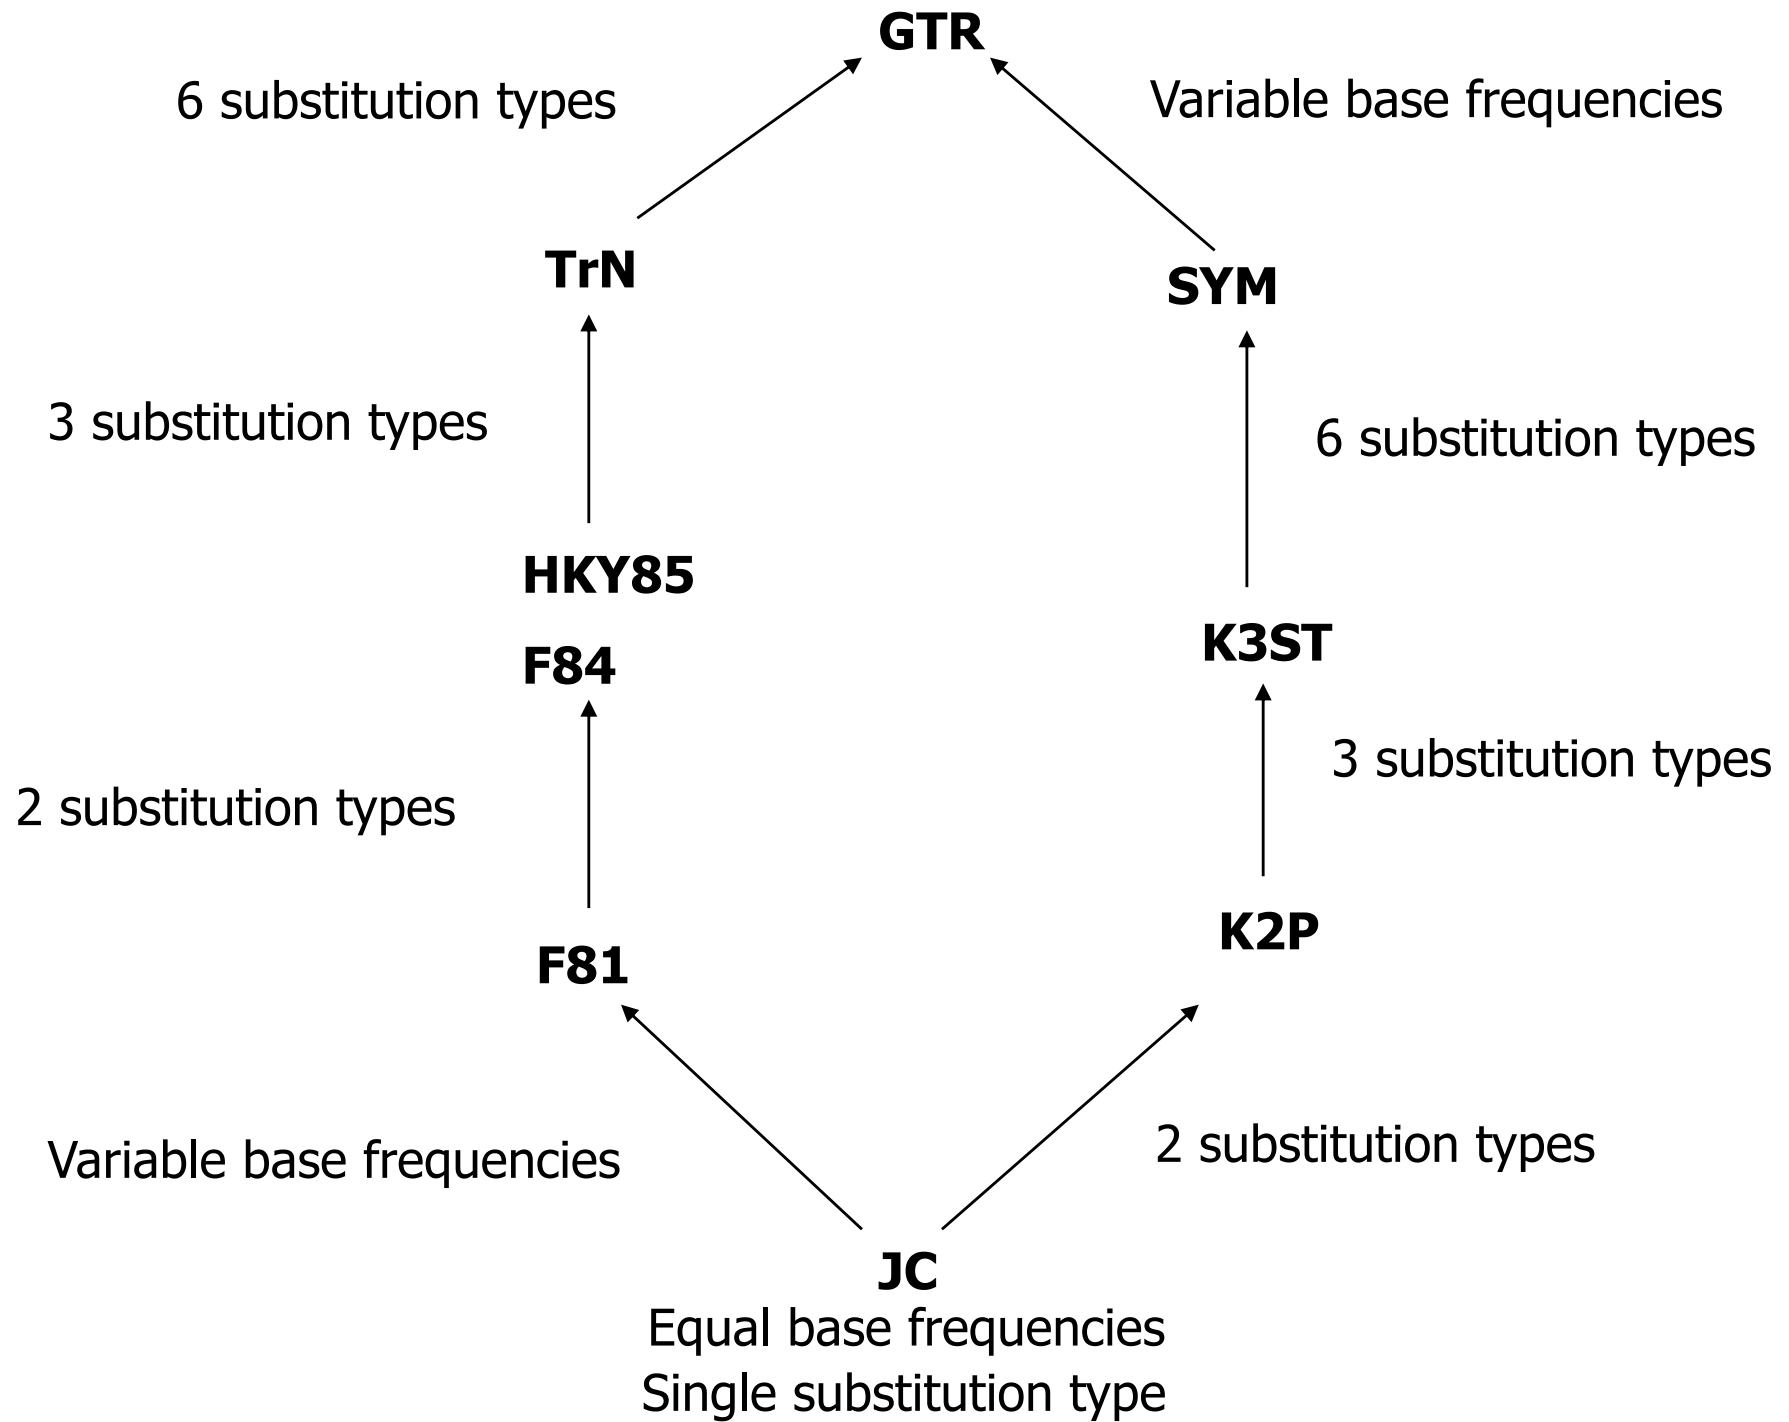 GTR
6 substitution types
Variable base frequencies
TrN
SYM
3 substitution types
6 substitution types
HKY85
K3ST
F84
3 substitution types
2 substitution types
K2P
F81
Variable base frequencies
2 substitution types
JC
Equal base frequencies
Single substitution type